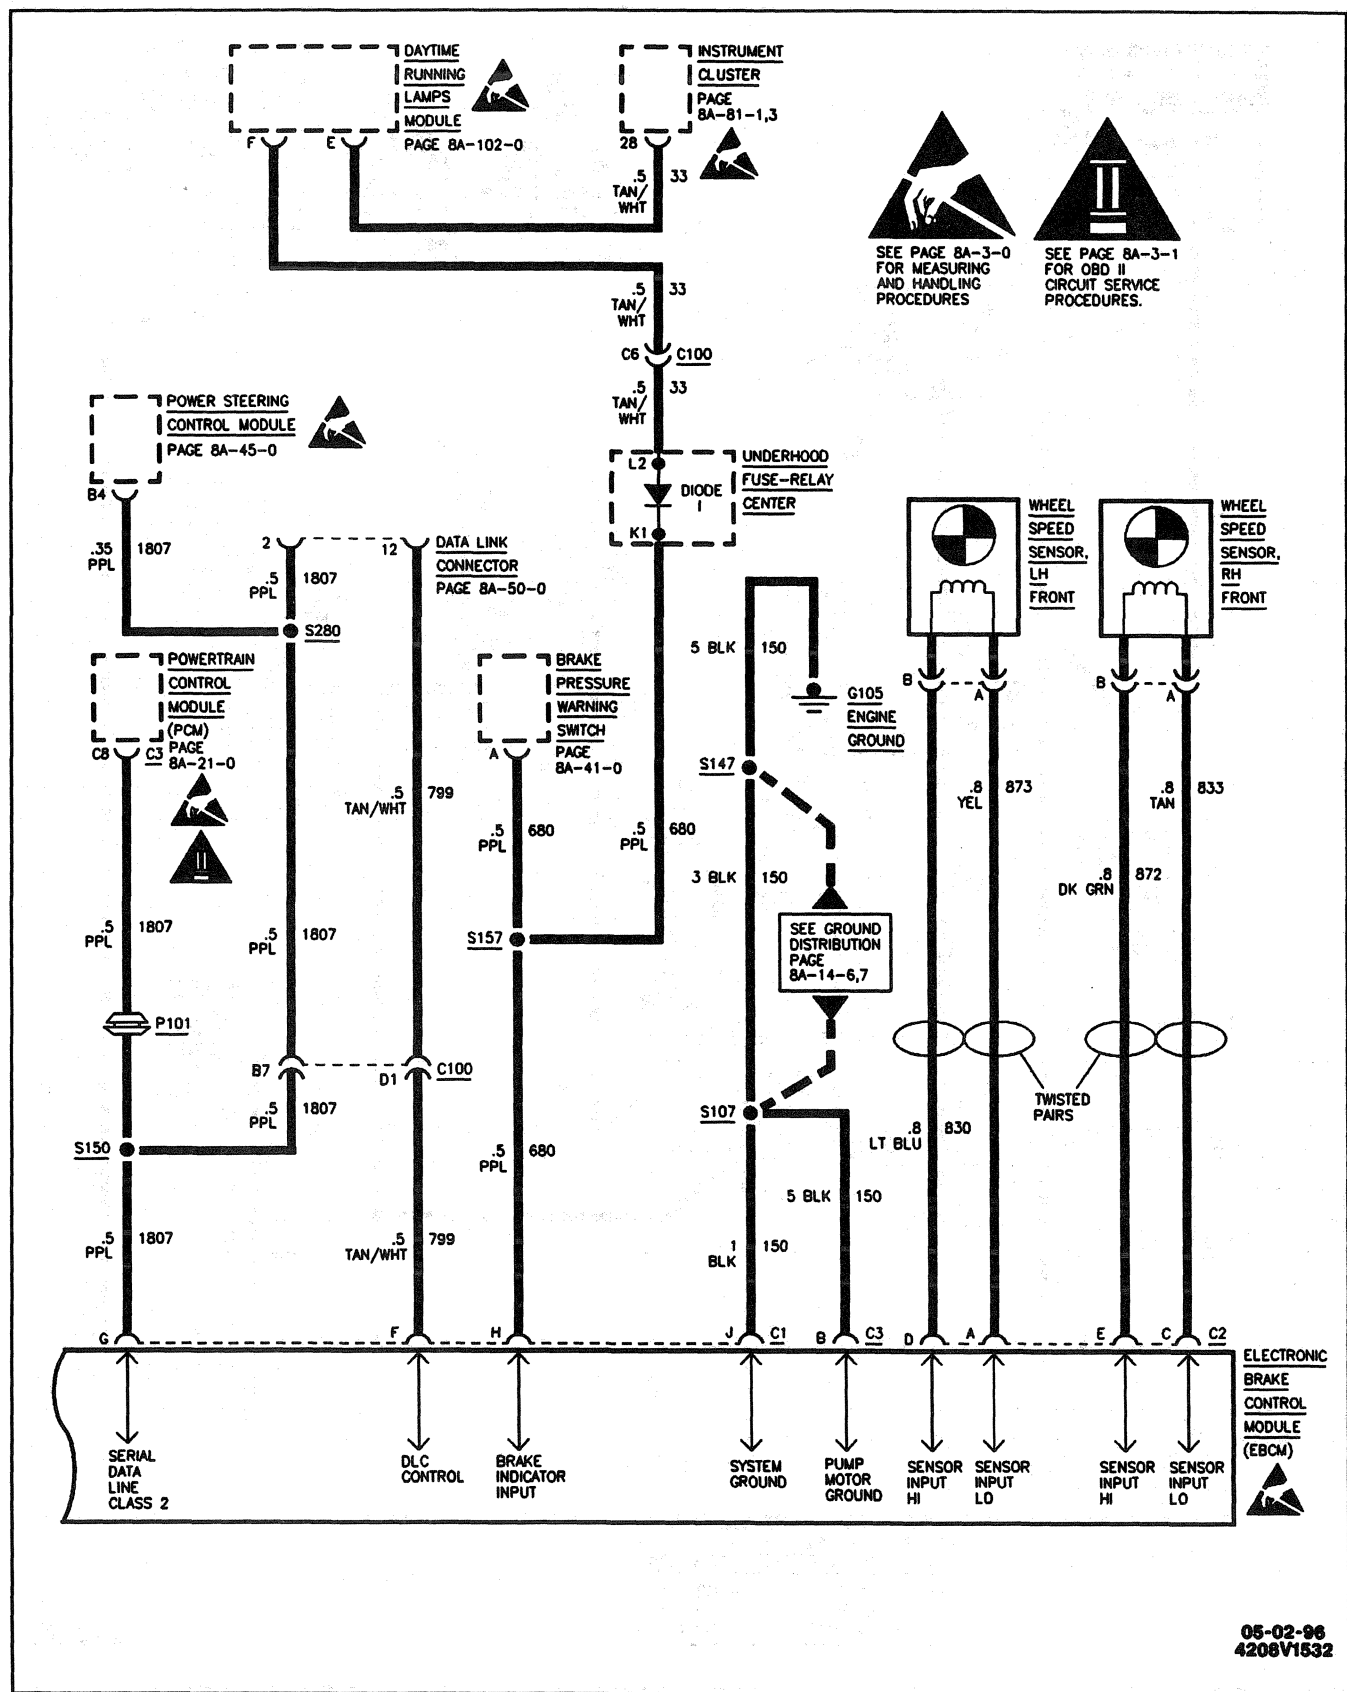 DAYTIME
RUNNING
LAMPS
MODULE
PAGE 8A-102-0
F
E
INSTRUMENT
CLUSTER
PAGE
8A-81-1,3
28
.5
TAN/
WHT
33
SEE PAGE 8A-3-0
FOR MEASURING
AND HANDLING
PROCEDURES
SEE PAGE 8A-3-1
FOR OBD II
CIRCUIT SERVICE
PROCEDURES.
.5
TAN/
WHT
33
C6
C100
.5
TAN/
WHT
33
POWER STEERING
CONTROL MODULE
PAGE 8A-45-0
B4
.35
PPL
1807
L2
DIODE
1
K1
UNDERHOOD
FUSE-RELAY
CENTER
2
12
DATA LINK
CONNECTOR
PAGE 8A-50-0
.5
PPL
1807
S280
WHEEL
SPEED
SENSOR,
LH
FRONT
WHEEL
SPEED
SENSOR,
RH
FRONT
POWERTRAIN
CONTROL
MODULE
(PCM)
PAGE
8A-21-0
C8
C3
BRAKE
PRESSURE
WARNING
SWITCH
PAGE
8A-41-0
A
5 BLK
150
G105
ENGINE
GROUND
B
A
B
A
S147
.5
TAN/WHT
799
.5
PPL
680
.5
PPL
680
.8
YEL
873
.8
TAN
833
3 BLK
150
.8
DK GRN
872
.5
PPL
1807
.5
PPL
1807
S157
SEE GROUND
DISTRIBUTION
PAGE
8A-14-6,7
P101
B7
D1
C100
.5
PPL
1807
TWISTED
PAIRS
S107
S150
.5
PPL
680
.8
LT BLU
830
5 BLK
150
.5
PPL
1807
.5
TAN/WHT
799
1
BLK
150
G
F
H
J
C1
B
C3
D
A
E
C
C2
ELECTRONIC
BRAKE
CONTROL
MODULE
(EBCM)
SERIAL
DATA
LINE
CLASS 2
DLC
CONTROL
BRAKE
INDICATOR
INPUT
SYSTEM
GROUND
PUMP
MOTOR
GROUND
SENSOR
INPUT
HI
SENSOR
INPUT
LO
SENSOR
INPUT
HI
SENSOR
INPUT
LO
05-02-96
4208V1532